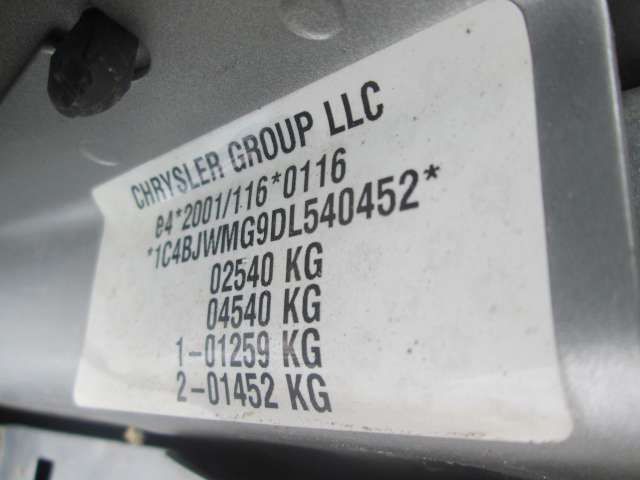 CHRYSLER GROUP LLC
e4*2001/116*0116
*1C4BJWMG9DL540452*
02540 KG
04540 KG
1-01259 KG
2-01452 KG